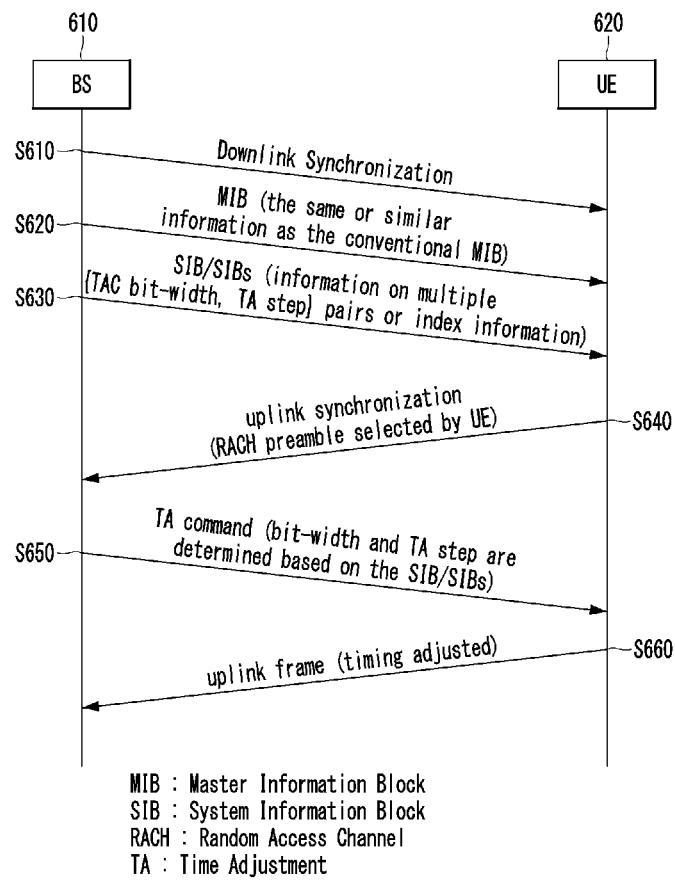 610
620
BS
UE
S610
Downlink Synchronization
S620
MIB (the same or similar
information as the conventional MIB)
S630
SIB/SIBs (information on multiple
{TAC bit-width, TA step} pairs or index information)
uplink synchronization
(RACH preamble selected by UE)
S640
S650
TA command (bit-width and TA step are
determined based on the SIB/SIBs)
uplink frame (timing adjusted)
S660
MIB : Master Information Block
SIB : System Information Block
RACH : Random Access Channel
TA : Time Adjustment